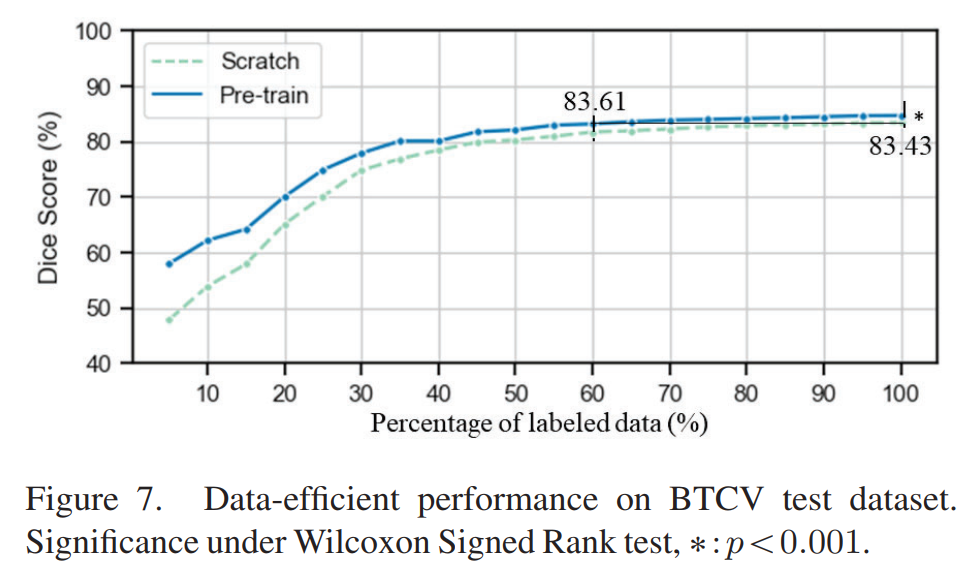 100
90
80
70
60
50
40
Dice Score (%)
Scratch
Pre-train
83.61
*
83.43
10 20 30 40 50 60 70 80 90 100
Percentage of labeled data (%)
Figure 7. Data-efficient performance on BTCV test dataset.
Significance under Wilcoxon Signed Rank test, *: p<0.001.